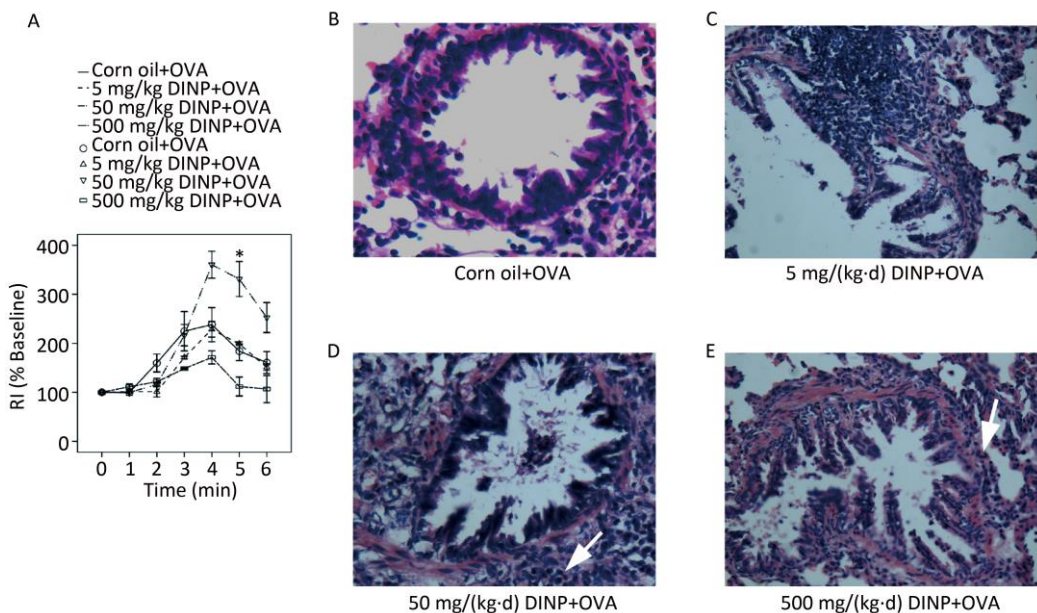 A
— Corn oil+OVA
--- 5 mg/kg DINP+OVA
-·- 50 mg/kg DINP+OVA
-·- 500 mg/kg DINP+OVA
○ Corn oil+OVA
△ 5 mg/kg DINP+OVA
▽ 50 mg/kg DINP+OVA
□ 500 mg/kg DINP+OVA
RI (% Baseline)
400
300
200
100
0
*
0 1 2 3 4 5 6
Time (min)
B
Corn oil+OVA
C
5 mg/(kg·d) DINP+OVA
D
50 mg/(kg·d) DINP+OVA
E
500 mg/(kg·d) DINP+OVA